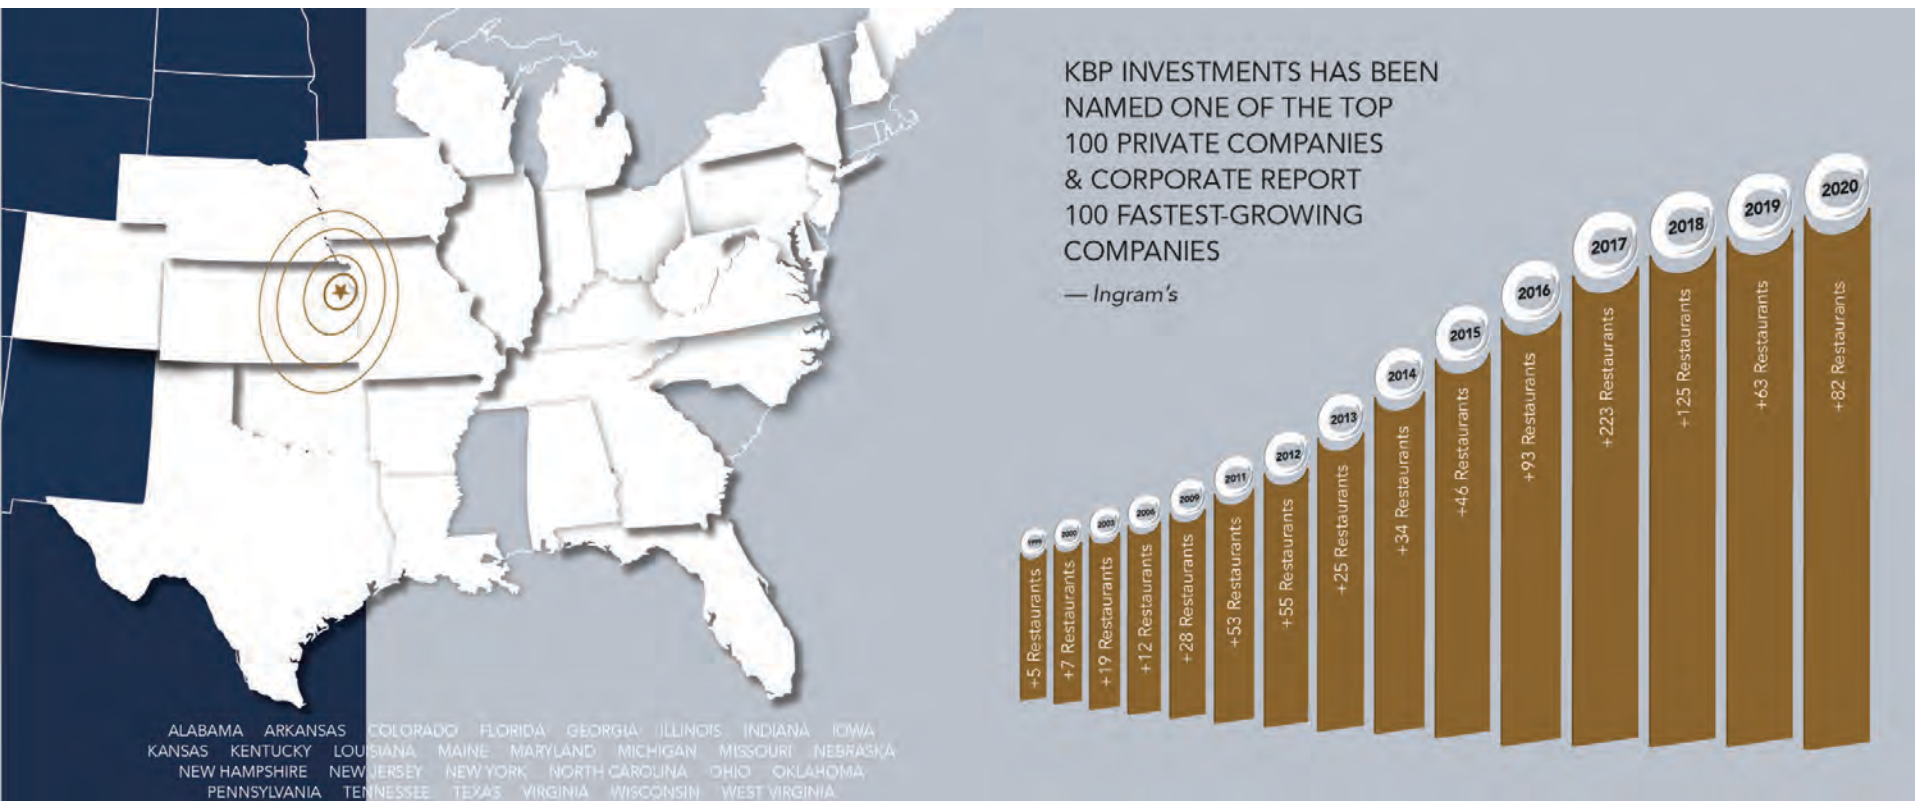 KBP INVESTMENTS HAS BEEN
NAMED ONE OF THE TOP
100 PRIVATE COMPANIES
& CORPORATE REPORT
100 FASTEST-GROWING
COMPANIES
— Ingram's
1999
2000
2003
2006
2009
2011
2012
2013
2014
2015
2016
2017
2018
2019
2020
+5 Restaurants
+7 Restaurants
+19 Restaurants
+12 Restaurants
+28 Restaurants
+53 Restaurants
+55 Restaurants
+25 Restaurants
+34 Restaurants
+46 Restaurants
+93 Restaurants
+223 Restaurants
+125 Restaurants
+63 Restaurants
+82 Restaurants
ALABAMA ARKANSAS COLORADO FLORIDA GEORGIA ILLINOIS INDIANA IOWA
KANSAS KENTUCKY LOUISIANA MAINE MARYLAND MICHIGAN MISSOURI NEBRASKA
NEW HAMPSHIRE NEW JERSEY NEW YORK NORTH CAROLINA OHIO OKLAHOMA
PENNSYLVANIA TENNESSEE TEXAS VIRGINIA WISCONSIN WEST VIRGINIA